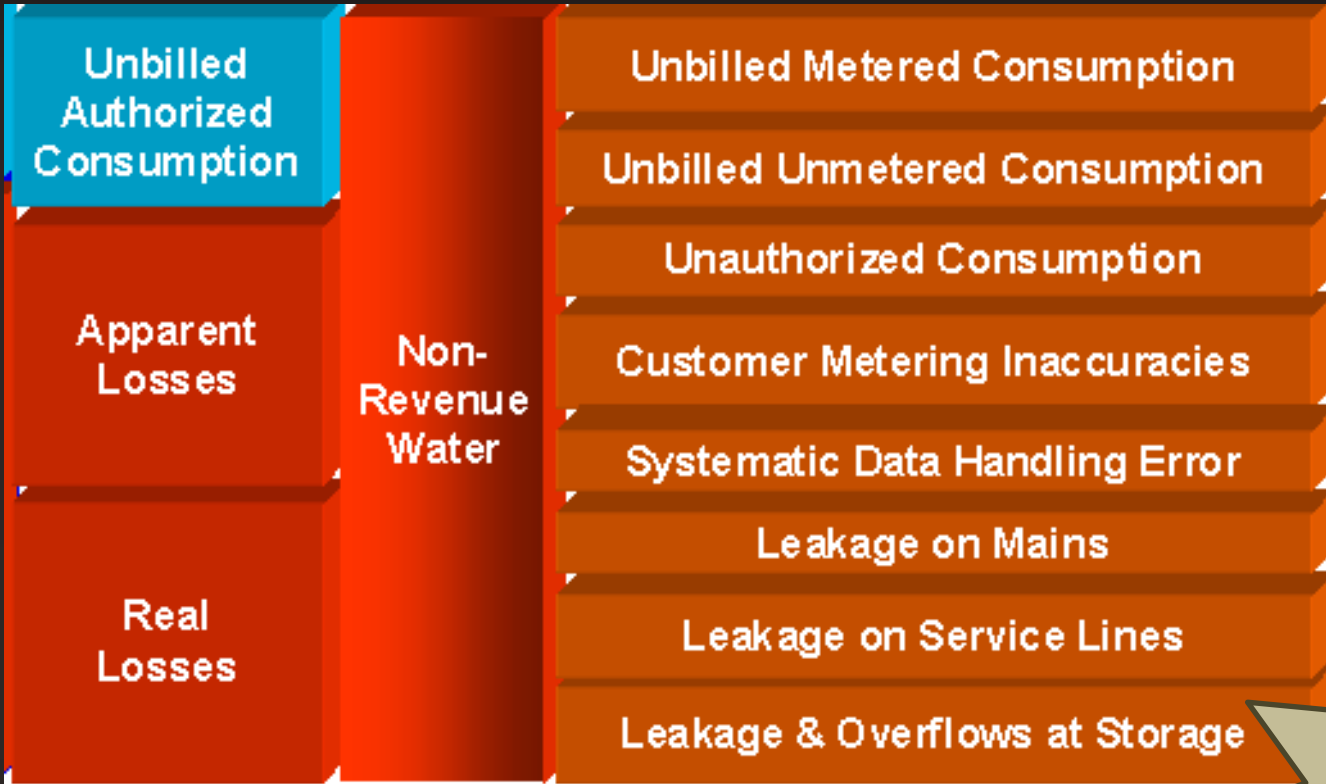 Unbilled
Authorized
Consumption
Apparent
Losses
Real
Losses
Non-
Revenue
Water
Unbilled Metered Consumption
Unbilled Unmetered Consumption
Unauthorized Consumption
Customer Metering Inaccuracies
Systematic Data Handling Error
Leakage on Mains
Leakage on Service Lines
Leakage & Overflows at Storage